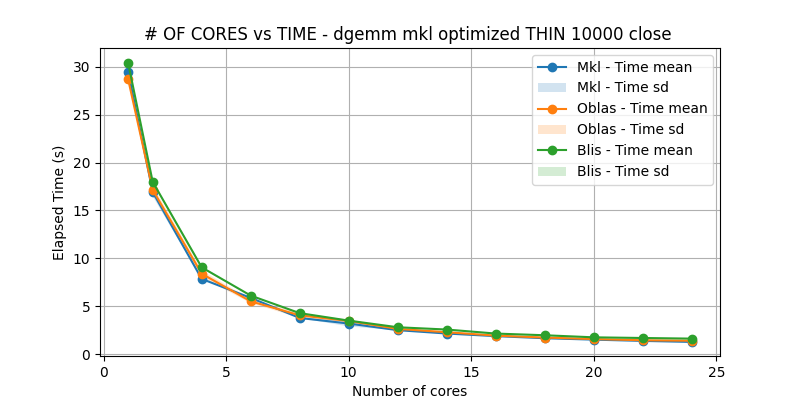 # OF CORES vs TIME - dgemm mkl optimized THIN 10000 close
Elapsed Time (s)
30
25
20
15
10
5
0
Mkl - Time mean
Mkl - Time sd
Oblas - Time mean
Oblas - Time sd
Blis - Time mean
Blis - Time sd
0 5 10 15 20 25
Number of cores